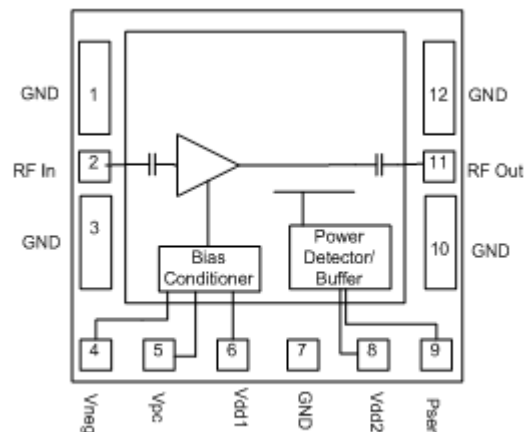 GND 1 12 GND
RF In 2 11 RF Out
GND 3 10 GND
Bias
Conditioner
Power
Detector/
Buffer
4 5 6 7 8 9
Vneg Vpc Vdd1 GND Vdd2 Psen